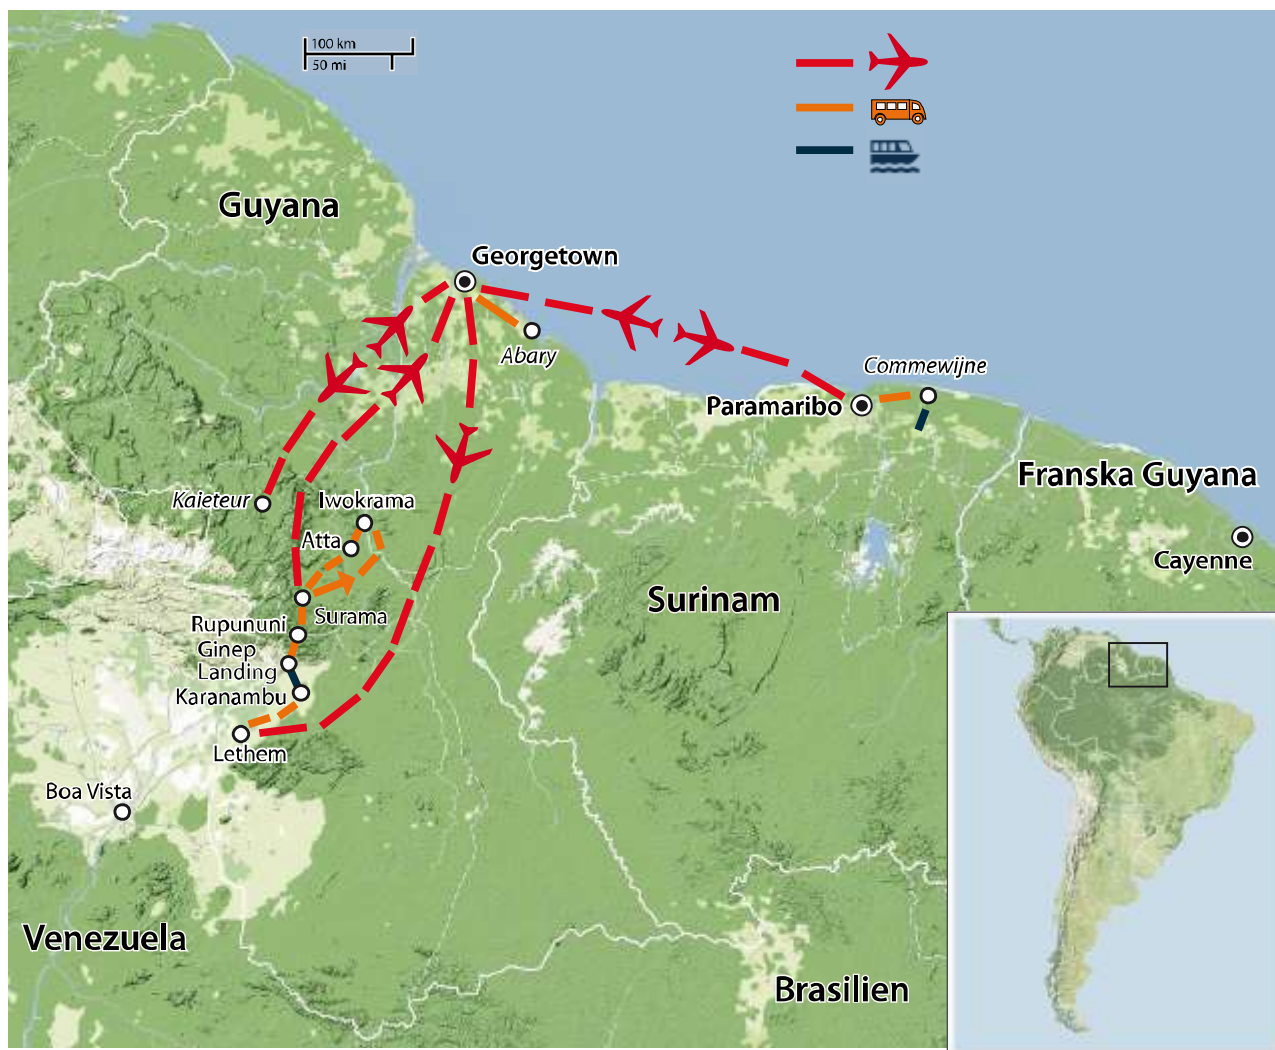 100 km
50 mi
Guyana
Georgetown
Abary
Commewijne
Paramaribo
Franska Guyana
Kaieteur
Iwokrama
Atta
Cayenne
Surinam
Surama
Rupununi
Ginep
Landing
Karanambu
Lethem
Boa Vista
Venezuela
Brasilien